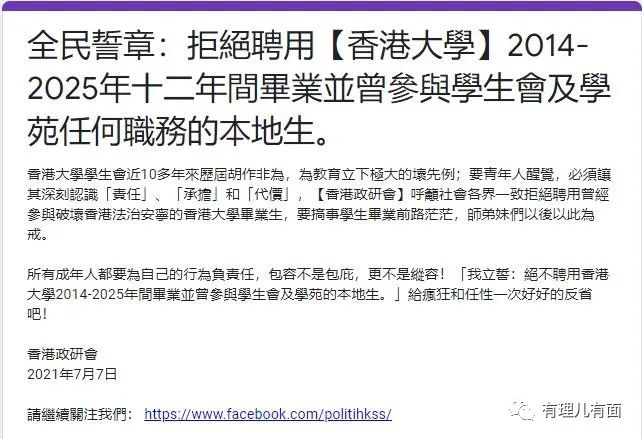 全民誓章：拒絕聘用【香港大學】2014-
2025年十二年間畢業並曾參與學生會及學
苑任何職務的本地生。
香港大學學生會近10多年來歷屆胡作非為，為教育立下極大的壞先例；要青年人醒覺，必須讓
其深刻認識「責任」、「承擔」和「代價」，【香港政研會】呼籲社會各界一致拒絕聘用曾經
參與破壞香港法治安寧的香港大學畢業生，要搞事學生畢業前路茫茫，師弟妹們以後以此為
戒。
所有成年人都要為自己的行為負責任，包容不是包庇，更不是縱容！「我立誓：絕不聘用香港
大學2014-2025年間畢業並曾參與學生會及學苑的本地生。」給瘋狂和任性一次好好的反省
吧！
香港政研會
2021年7月7日
請繼續關注我們： https://www.facebook.com/politihkss/
有理儿有面